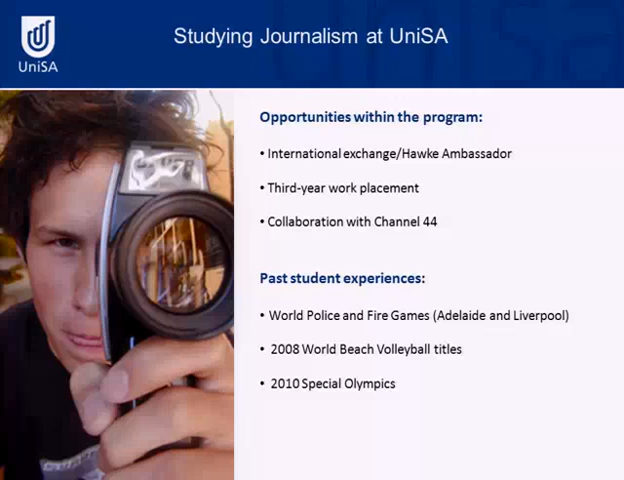 Studying Journalism at UniSA
UniSA
Opportunities within the program:
• International exchange/Hawke Ambassador
• Third-year work placement
• Collaboration with Channel 44
Past student experiences:
• World Police and Fire Games (Adelaide and Liverpool)
• 2008 World Beach Volleyball titles
• 2010 Special Olympics